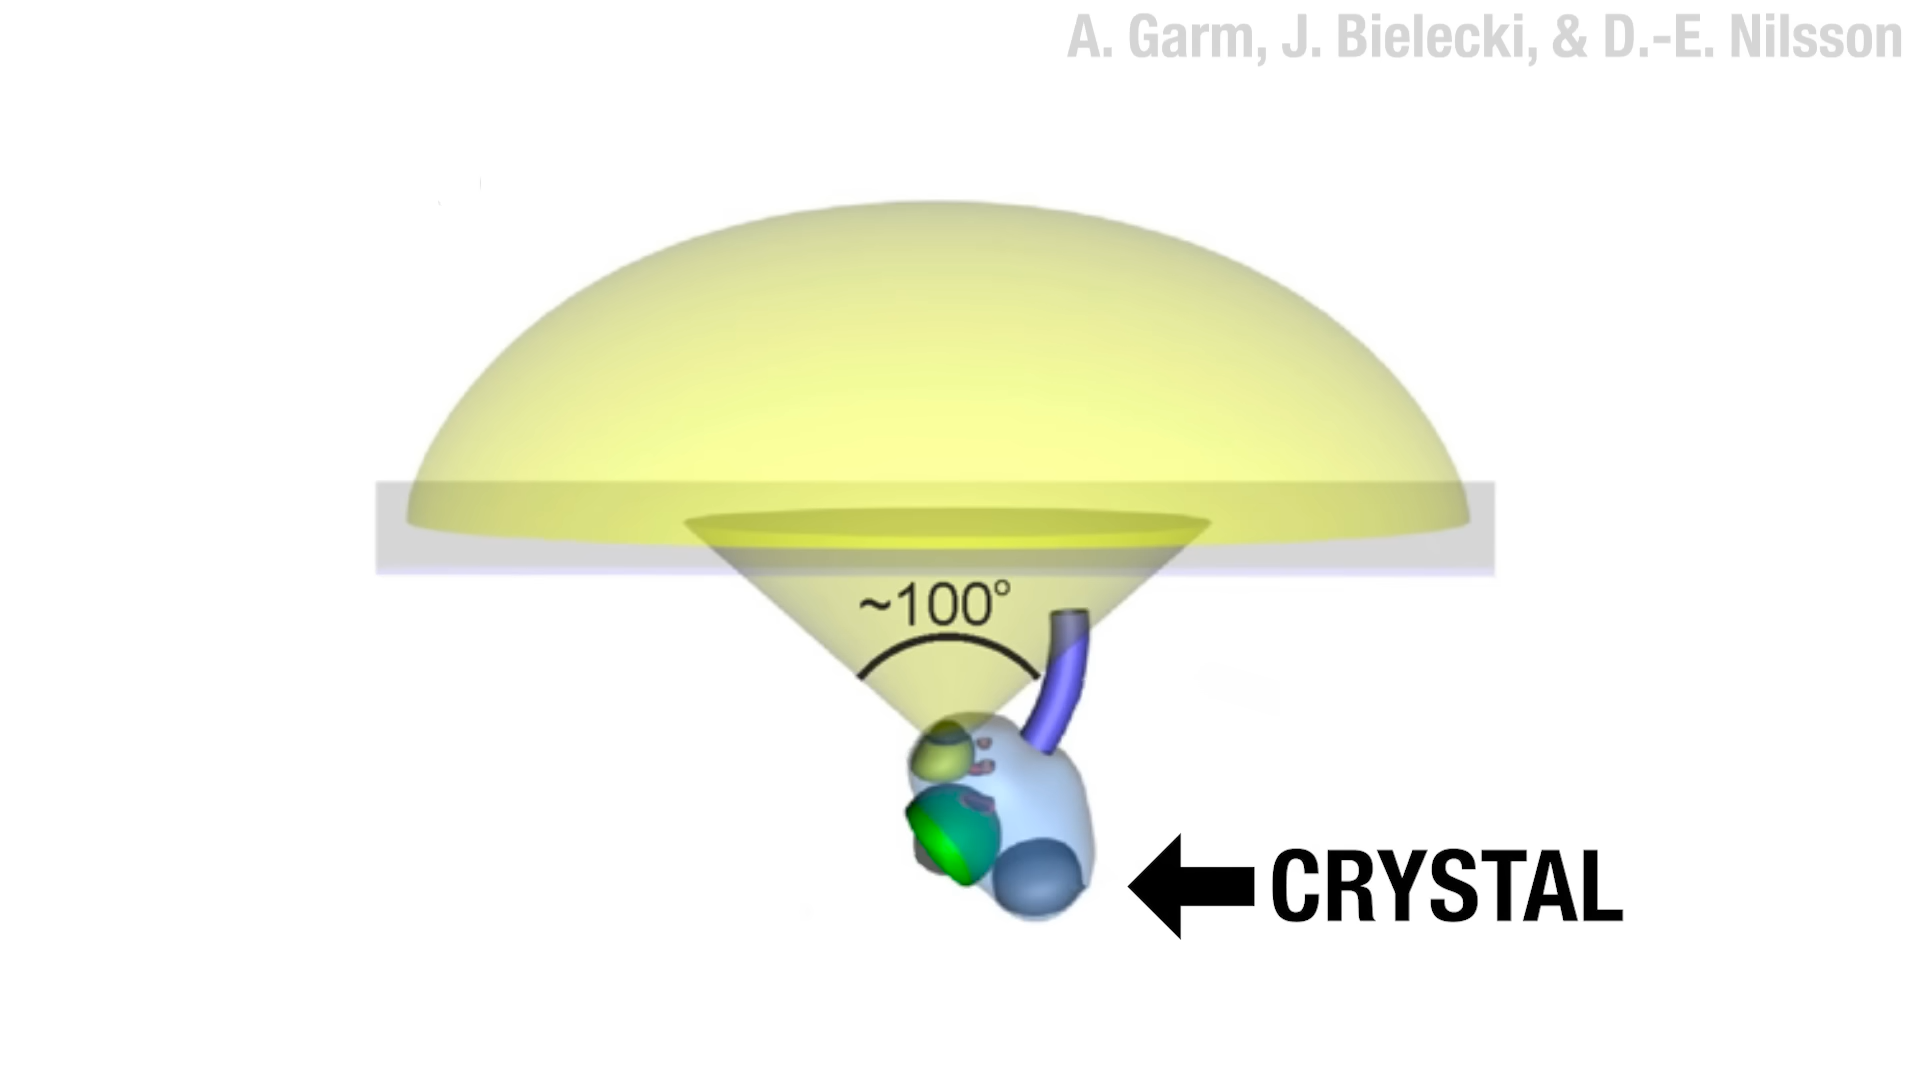 A. Garm, J. Bielecki, & D.-E. Nilsson
~100°
CRYSTAL